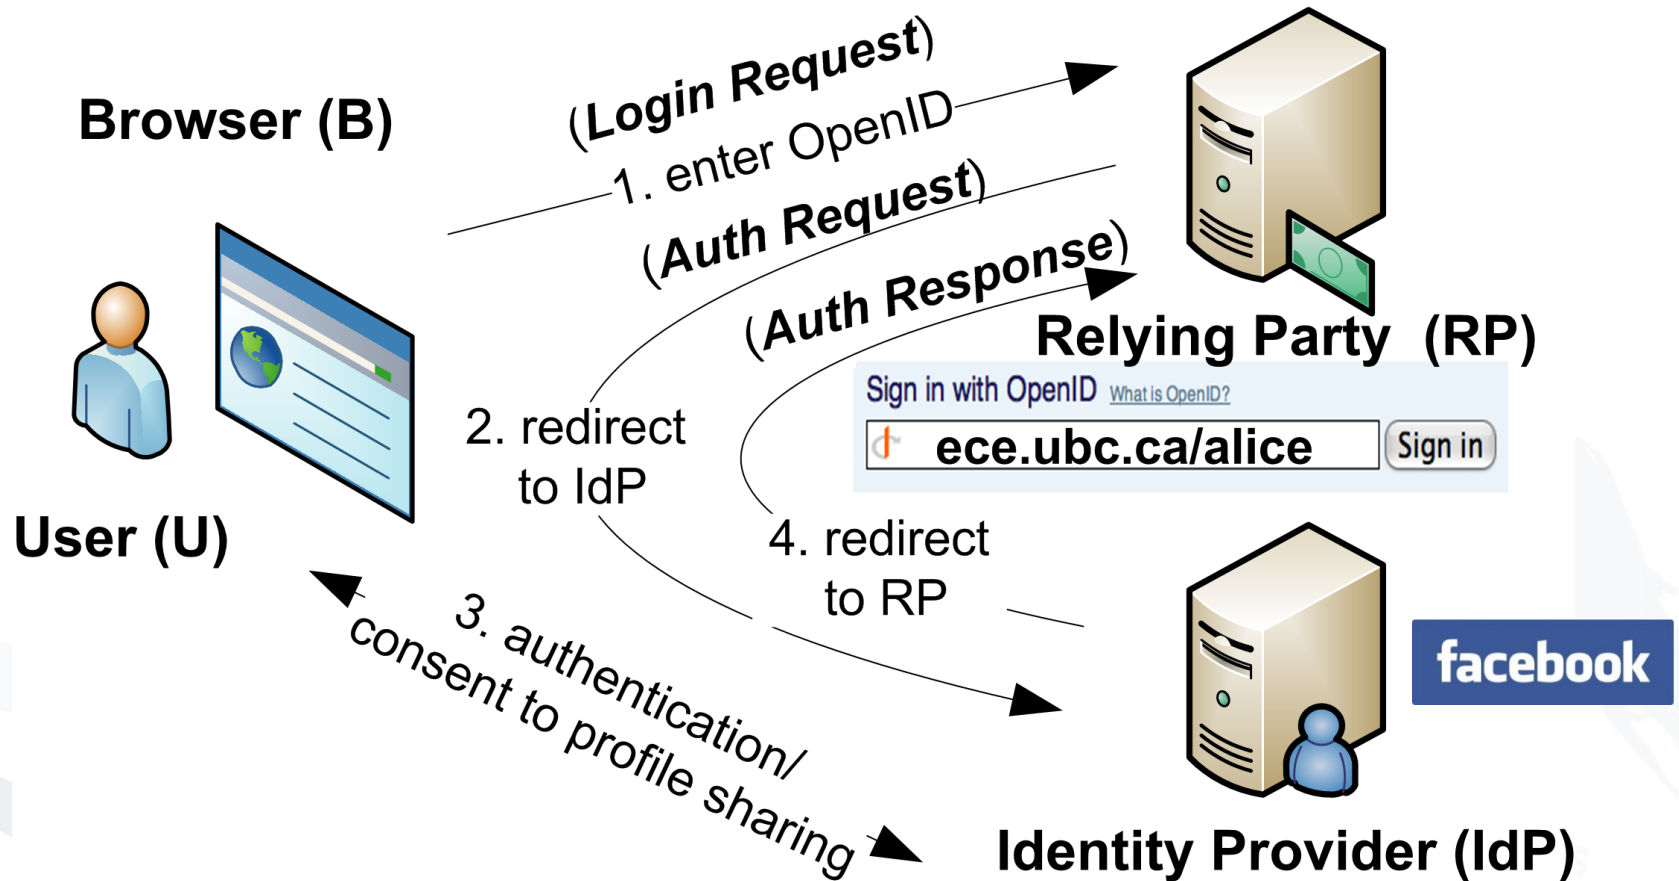 Browser (B)
(Login Request)
1. enter OpenID
(Auth Request)
(Auth Response)
Relying Party (RP)
Sign in with OpenID What is OpenID?
ece.ubc.ca/alice Sign in
2. redirect
to IdP
User (U)
4. redirect
to RP
3. authentication/
consent to profile sharing
facebook
Identity Provider (IdP)